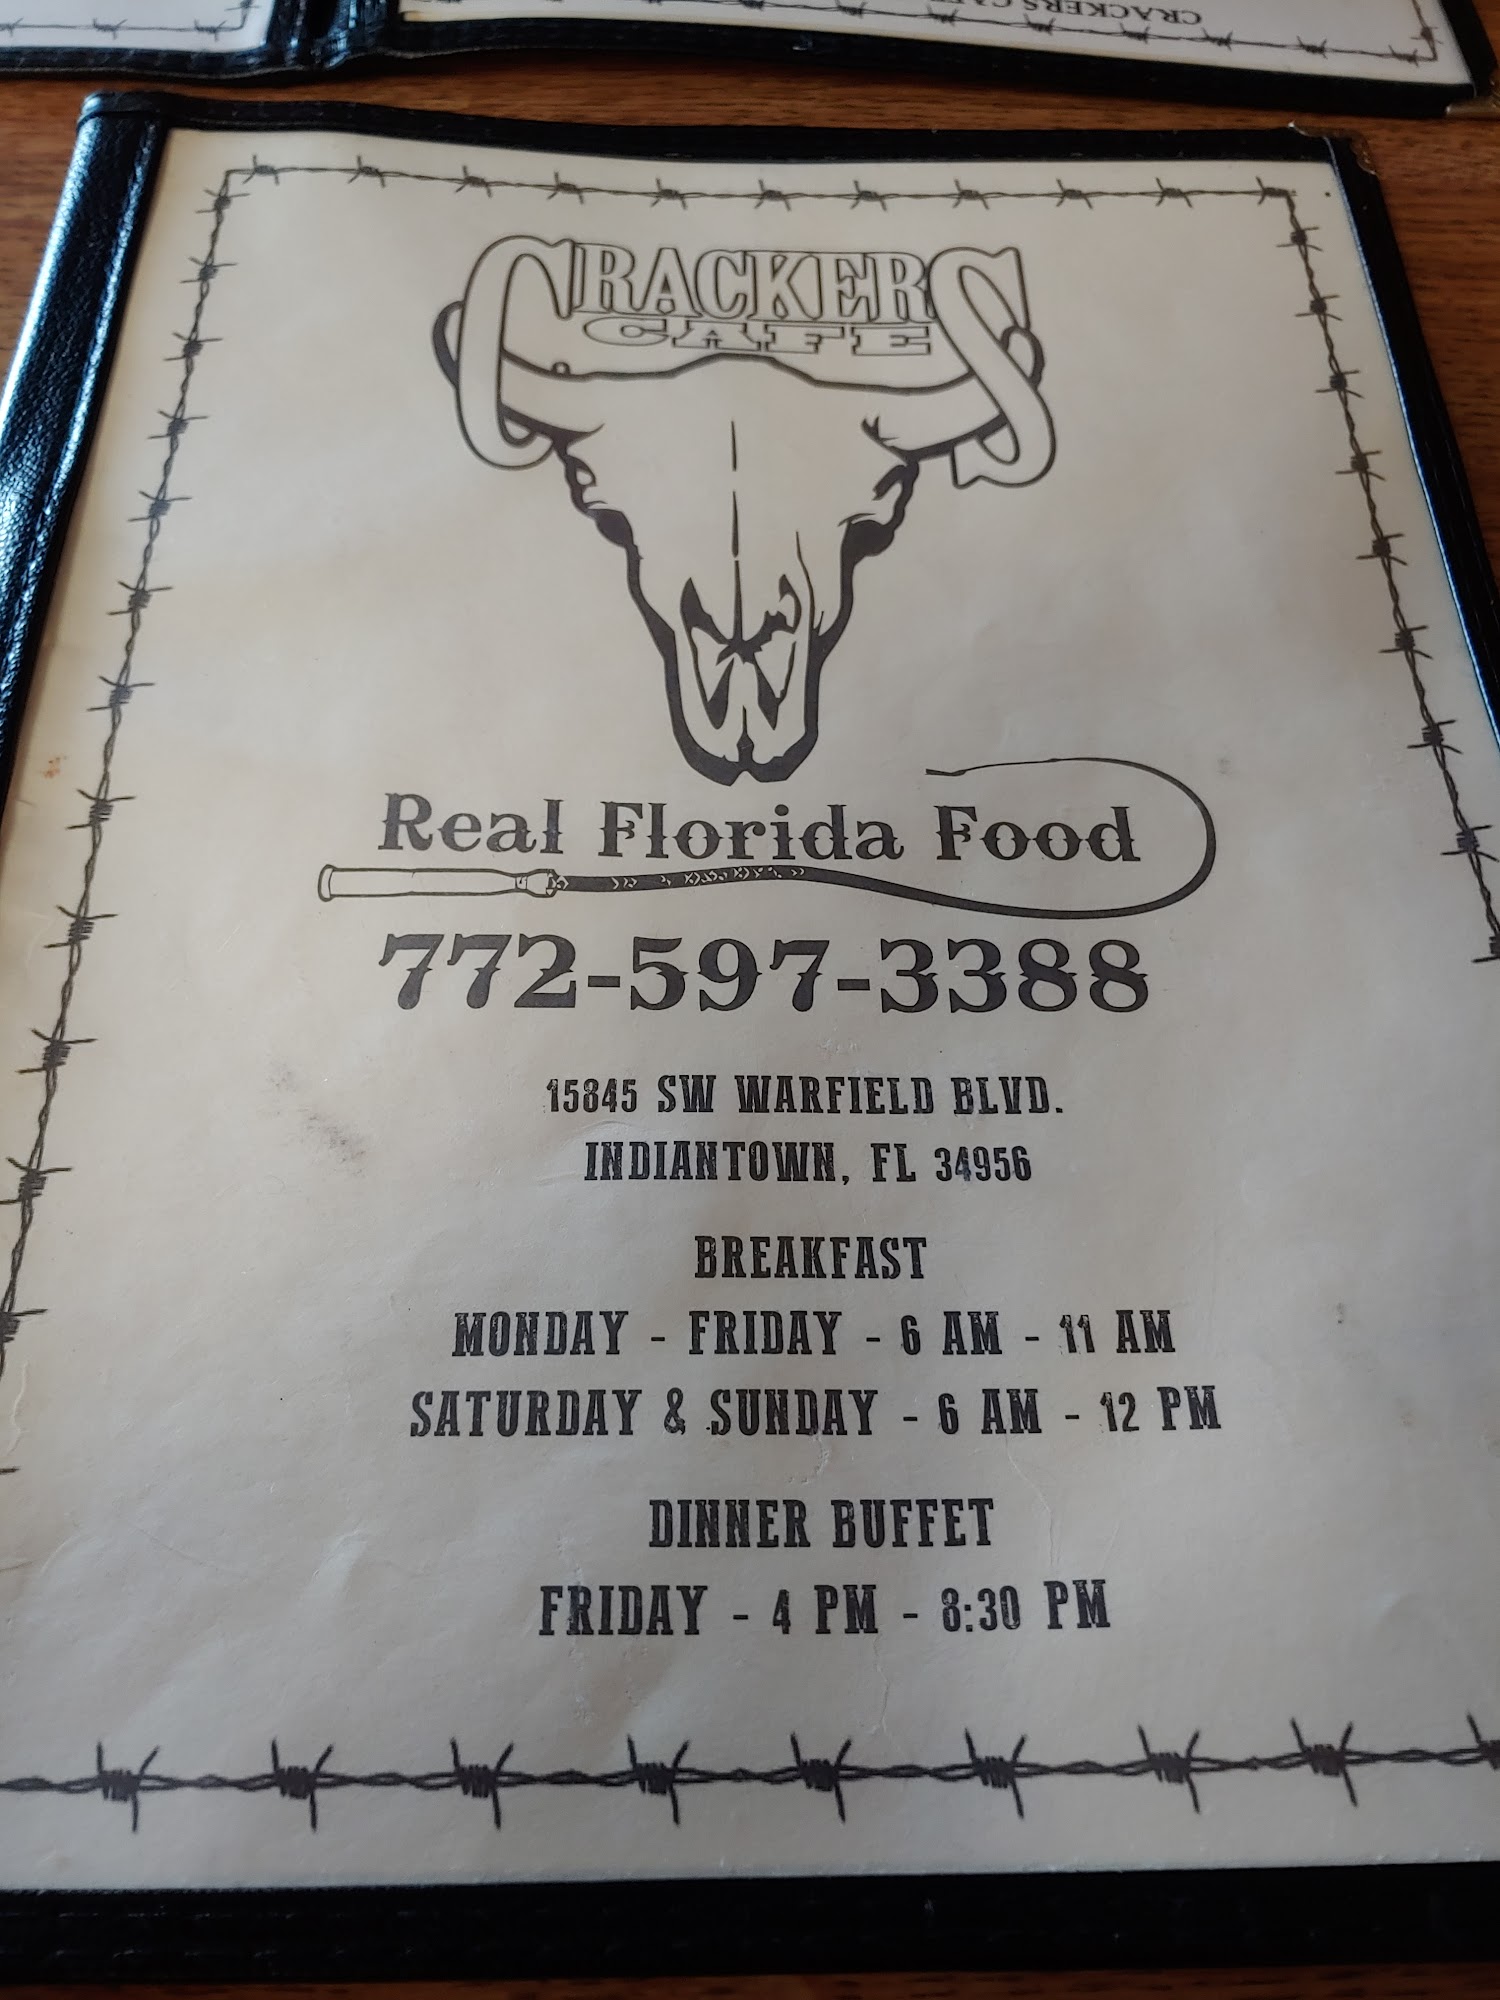 CRACKERS
CRACKERS
CAFE
Real Florida Food
772-597-3388
15845 SW WARFIELD BLVD.
INDIANTOWN, FL 34956
BREAKFAST
MONDAY - FRIDAY - 6 AM - 11 AM
SATURDAY & SUNDAY - 6 AM - 12 PM
DINNER BUFFET
FRIDAY - 4 PM - 8:30 PM